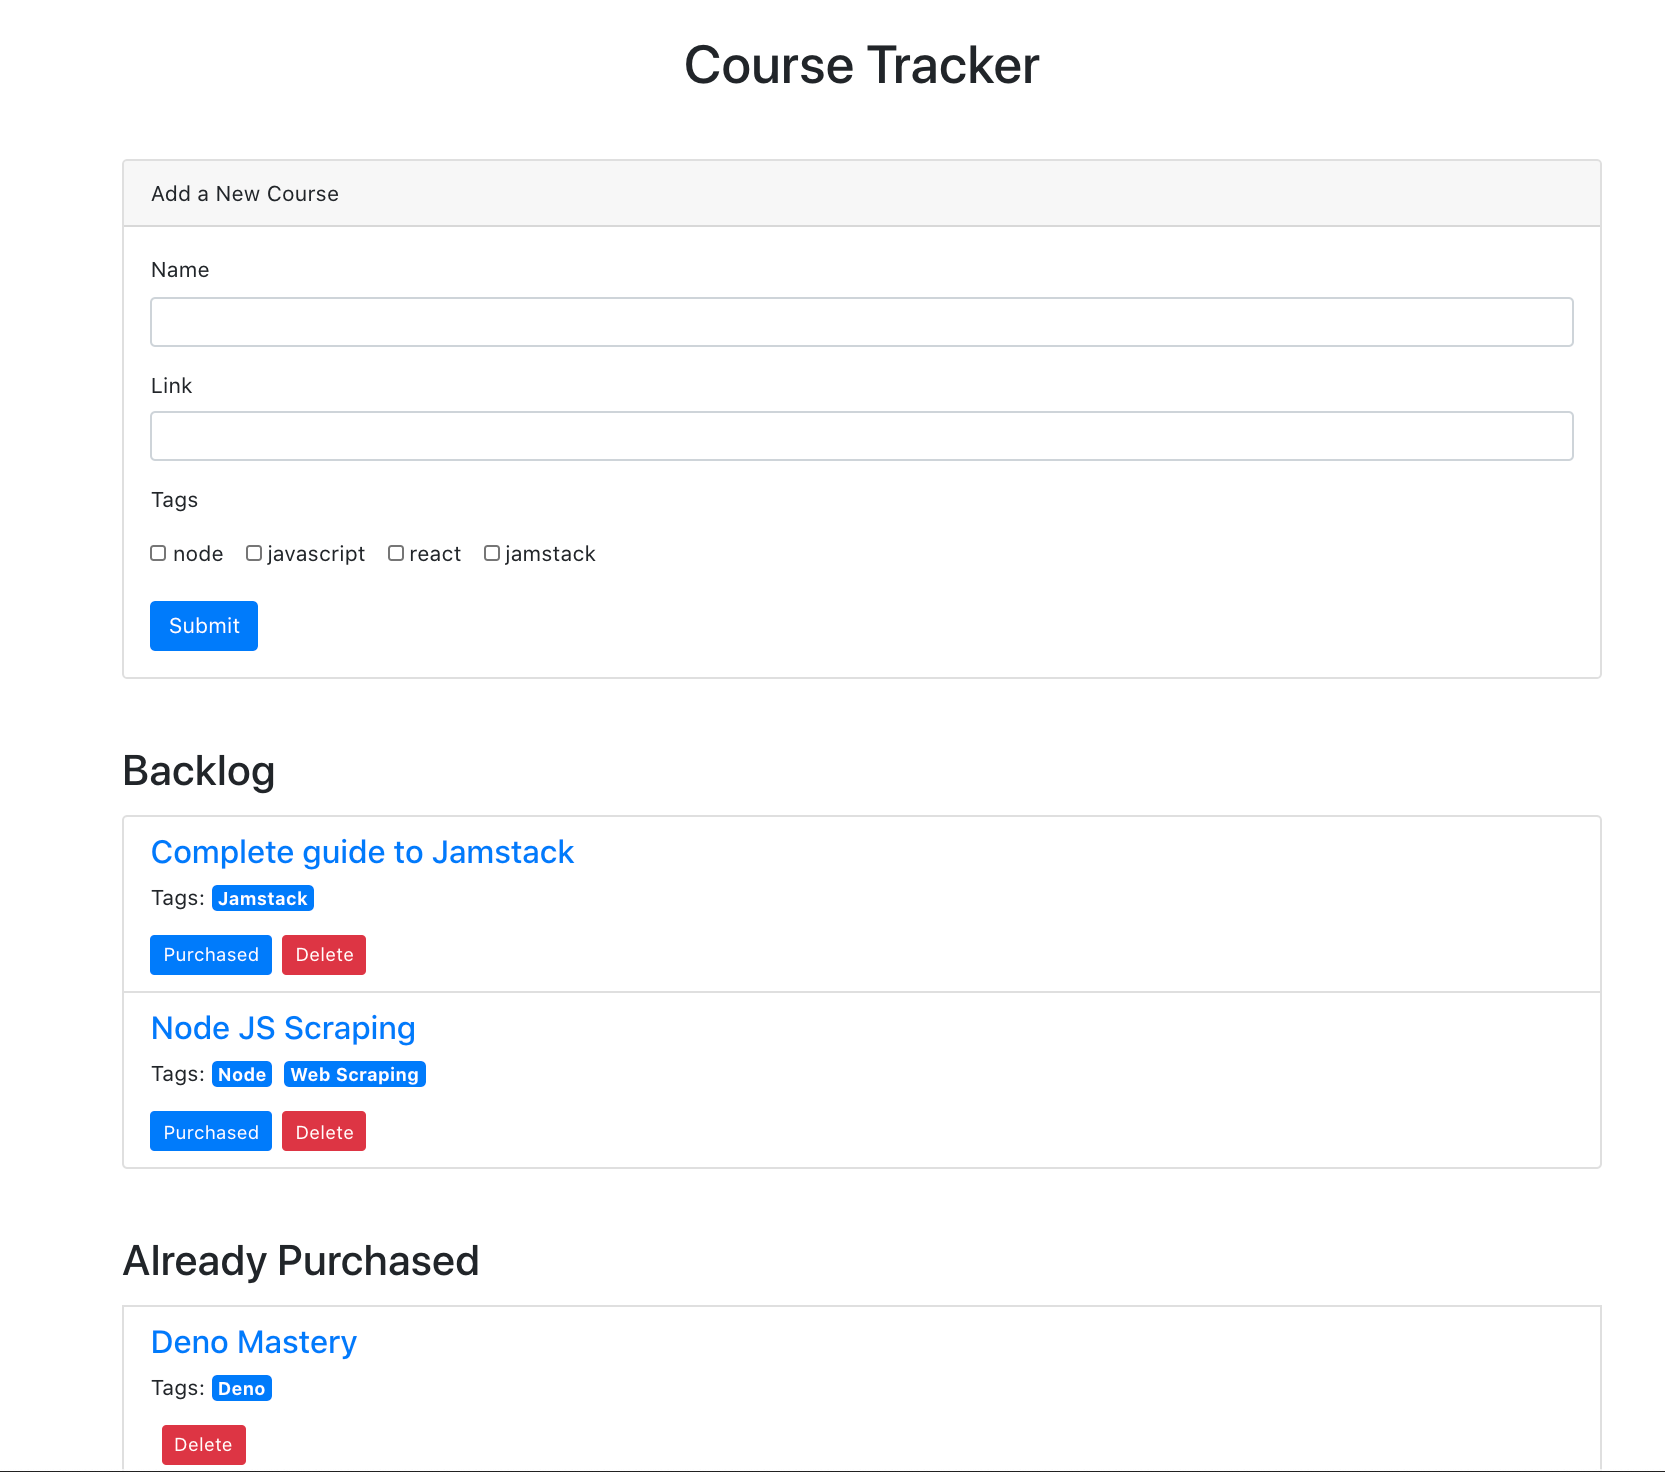 Course Tracker
Add a New Course
Name
Link
Tags
node javascript react jamstack
Submit
Backlog
Complete guide to Jamstack
Tags: Jamstack
Purchased Delete
Node JS Scraping
Tags: Node Web Scraping
Purchased Delete
Already Purchased
Deno Mastery
Tags: Deno
Delete